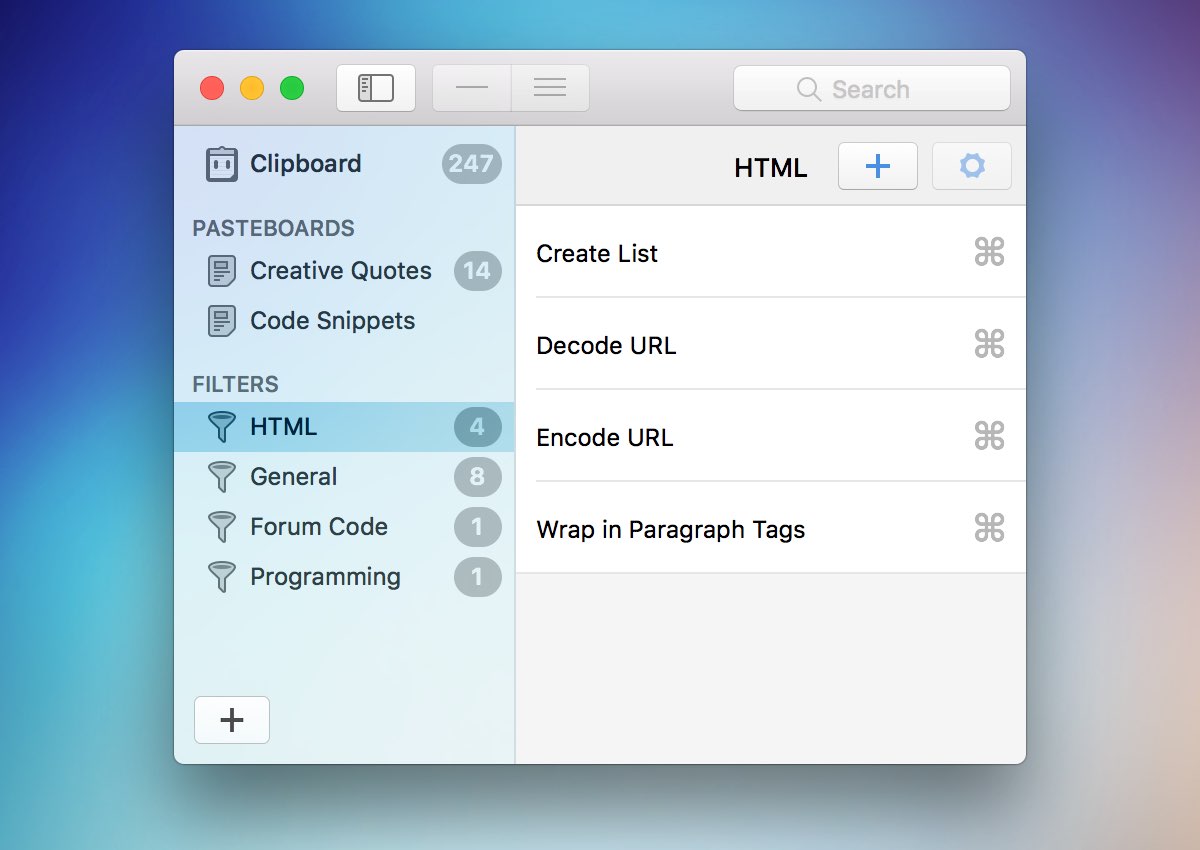 Search
Clipboard 247
PASTEBOARDS
Creative Quotes 14
Code Snippets
FILTERS
HTML 4
General 8
Forum Code 1
Programming 1
HTML
Create List ⌘
Decode URL ⌘
Encode URL ⌘
Wrap in Paragraph Tags ⌘